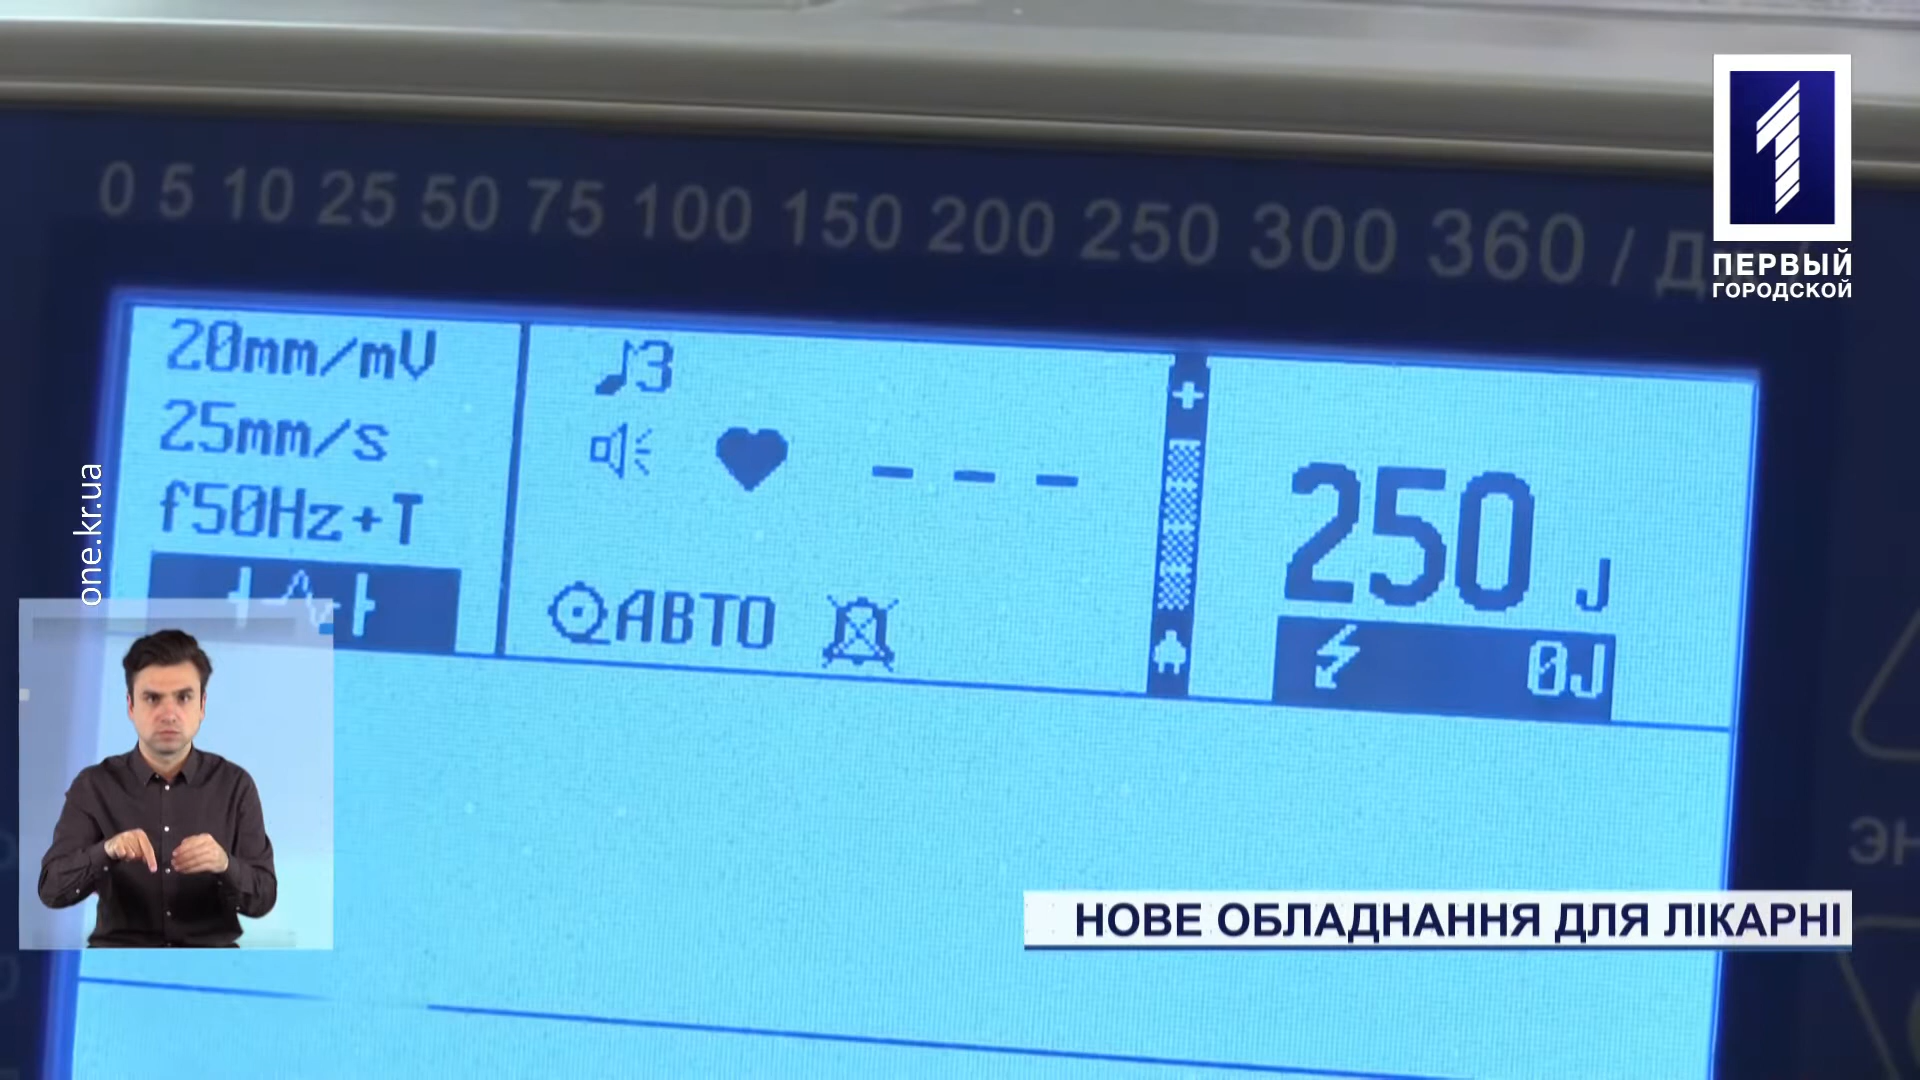 0 5 10 25 50 75 100 150 200 250 300 360 /
ПЕРВЫЙ
ГОРОДСКОЙ
20mm/mV
25mm/s
f50Hz+T
3
- - -
АВТО
250 J
0J
one.kr.ua
НОВЕ ОБЛАДНАННЯ ДЛЯ ЛІКАРНІ